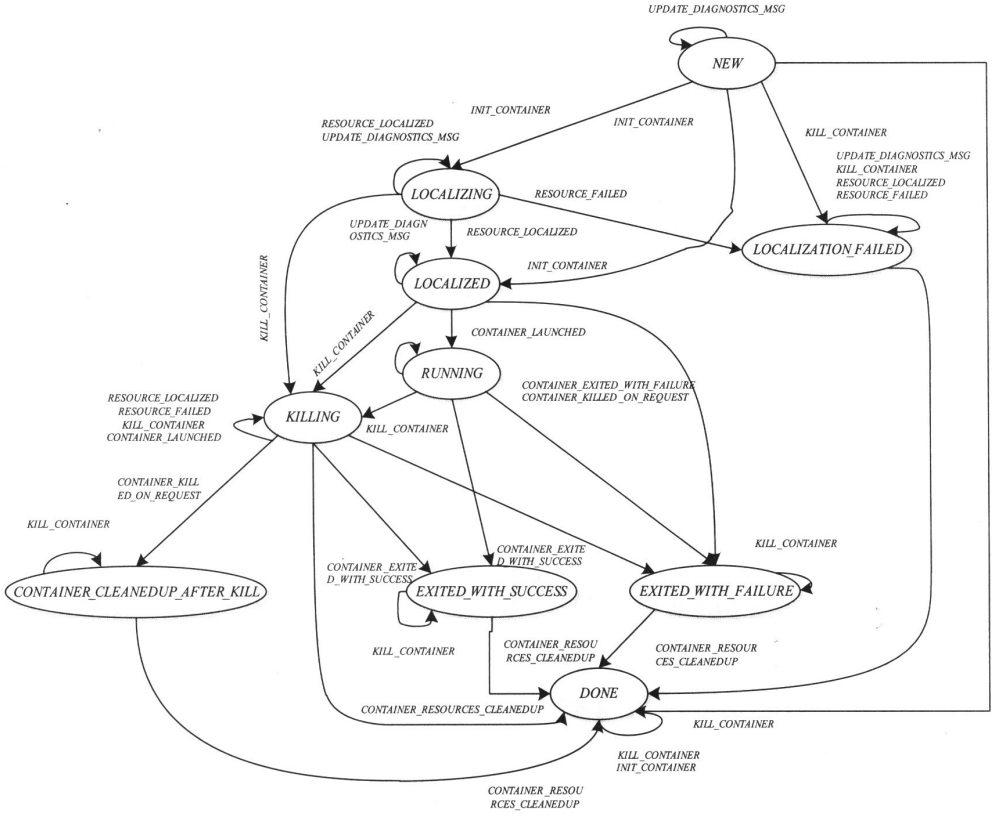 UPDATE_DIAGNOSTICS_MSG
NEW
INIT_CONTAINER
INIT_CONTAINER
RESOURCE_LOCALIZED
UPDATE_DIAGNOSTICS_MSG
KILL_CONTAINER
UPDATE_DIAGNOSTICS_MSG
KILL_CONTAINER
RESOURCE_LOCALIZED
RESOURCE_FAILED
LOCALIZING
RESOURCE_FAILED
UPDATE_DIAGN
OSTICS_MSG
RESOURCE_LOCALIZED
LOCALIZATION_FAILED
INIT_CONTAINER
LOCALIZED
KILL_CONTAINER
KILL_CONTAINER
CONTAINER_LAUNCHED
RUNNING
CONTAINER_EXITED_WITH_FAILURE
CONTAINER_KILLED_ON_REQUEST
RESOURCE_LOCALIZED
RESOURCE_FAILED
KILL_CONTAINER
CONTAINER_LAUNCHED
KILLING
KILL_CONTAINER
CONTAINER_KILL
ED_ON_REQUEST
KILL_CONTAINER
KILL_CONTAINER
CONTAINER_EXITE
D_WITH_SUCCESS
CONTAINER_EXITE
D_WITH_SUCCESS
CONTAINER_CLEANEDUP_AFTER_KILL
EXITED_WITH_SUCCESS
EXITED_WITH_FAILURE
KILL_CONTAINER
CONTAINER_RESOU
RCES_CLEANEDUP
CONTAINER_RESOUR
CES_CLEANEDUP
DONE
CONTAINER_RESOURCES_CLEANEDUP
KILL_CONTAINER
KILL_CONTAINER
INIT_CONTAINER
CONTAINER_RESOU
RCES_CLEANEDUP